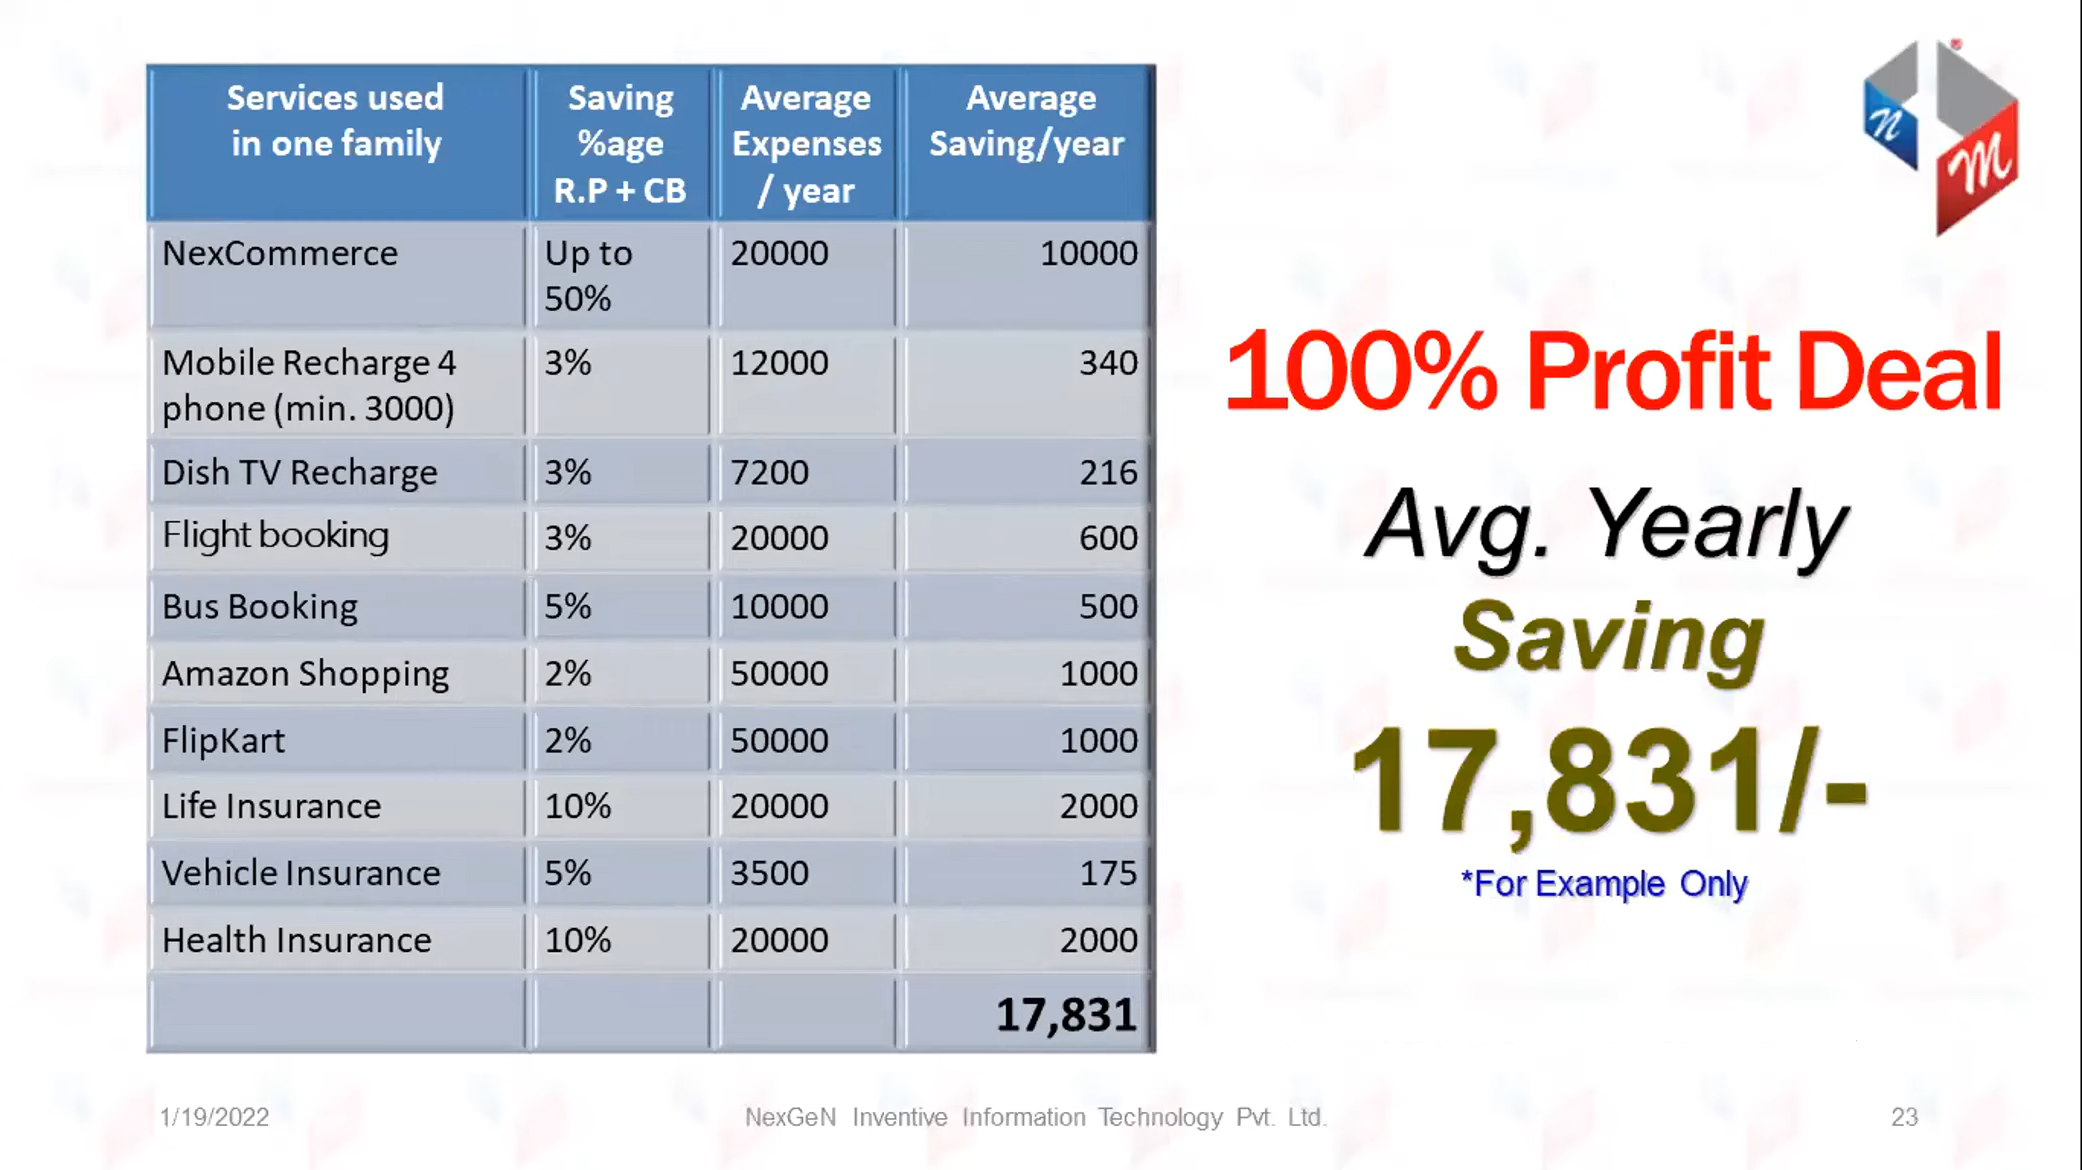 Services used
in one family
Saving
%age
R.P + CB
Average
Expenses
/ year
Average
Saving/year
NexCommerce
Up to
50%
20000
10000
Mobile Recharge 4
phone (min. 3000)
3%
12000
340
Dish TV Recharge
3%
7200
216
Flight booking
3%
20000
600
Bus Booking
5%
10000
500
Amazon Shopping
2%
50000
1000
FlipKart
2%
50000
1000
Life Insurance
10%
20000
2000
Vehicle Insurance
5%
3500
175
Health Insurance
10%
20000
2000
17,831
n
m
®
100% Profit Deal
Avg. Yearly
Saving
17,831/-
*For Example Only
1/19/2022
NexGeN Inventive Information Technology Pvt. Ltd.
23